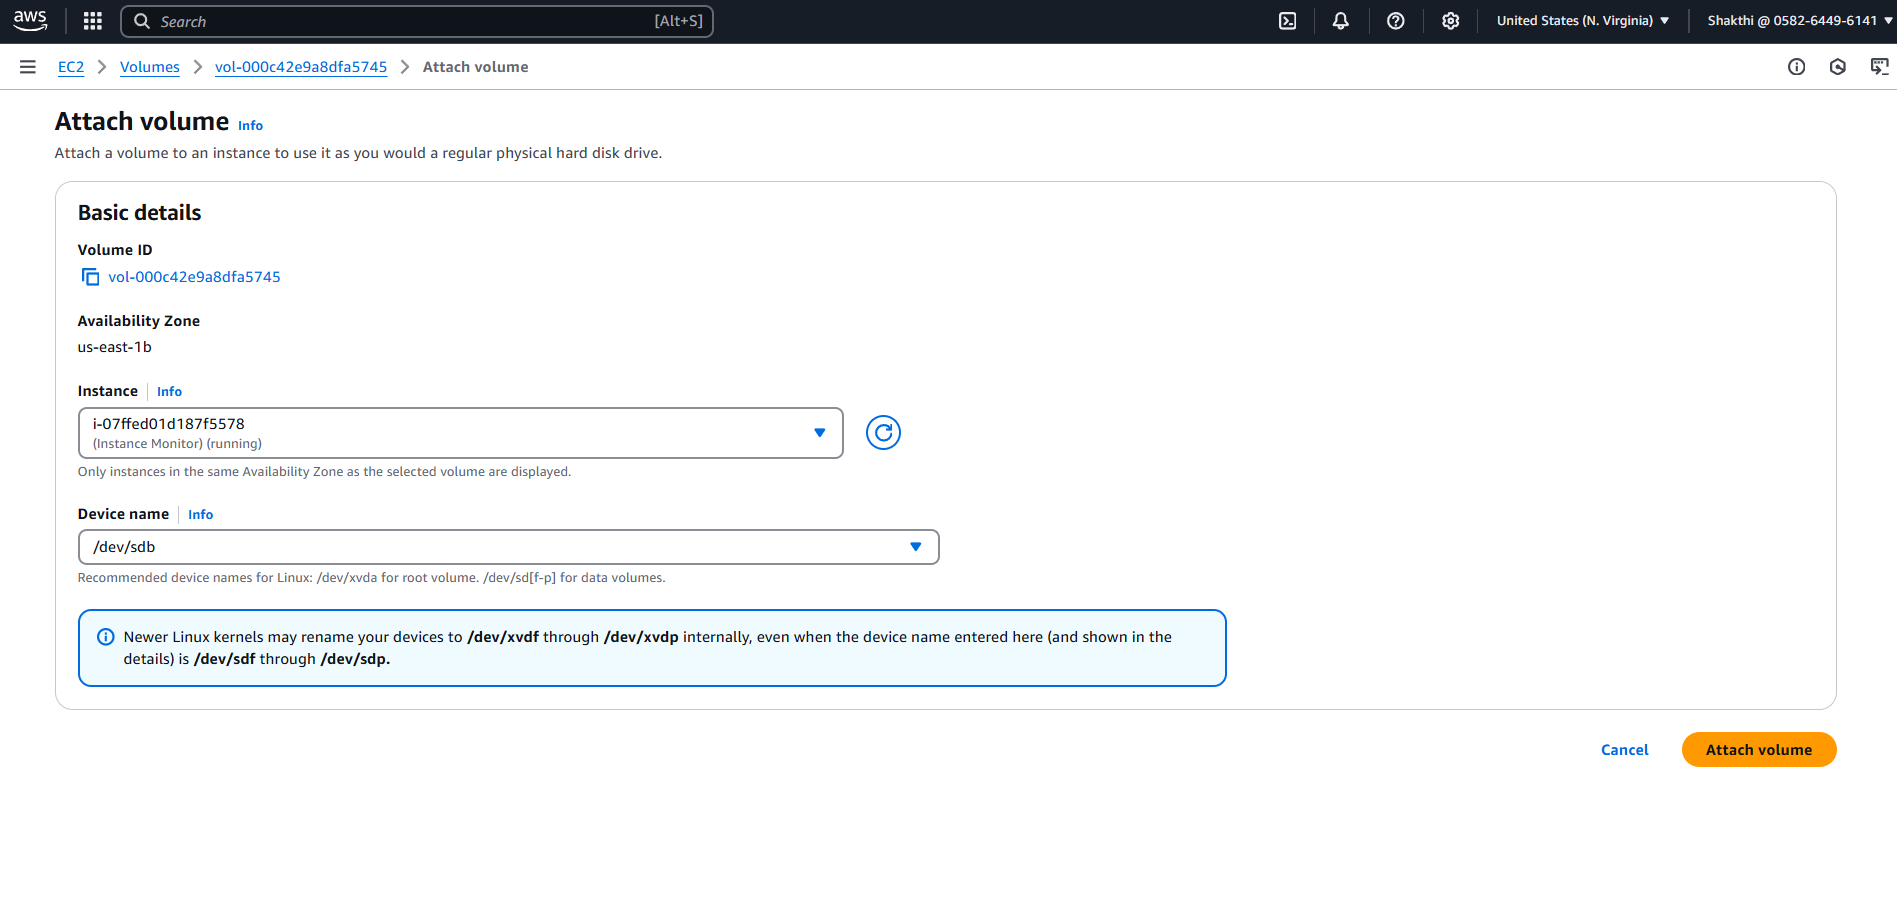 aws
Search [Alt+S]
United States (N. Virginia)
Shakthi @ 0582-6449-6141
EC2
Volumes
vol-000c42e9a8dfa5745
Attach volume
Attach volume Info
Attach a volume to an instance to use it as you would a regular physical hard disk drive.
Basic details
Volume ID
vol-000c42e9a8dfa5745
Availability Zone
us-east-1b
Instance Info
i-07ffed01d187f5578
(Instance Monitor) (running)
Only instances in the same Availability Zone as the selected volume are displayed.
Device name Info
/dev/sdb
Recommended device names for Linux: /dev/xvda for root volume. /dev/sd[f-p] for data volumes.
Newer Linux kernels may rename your devices to /dev/xvdf through /dev/xvdp internally, even when the device name entered here (and shown in the
details) is /dev/sdf through /dev/sdp.
Cancel
Attach volume